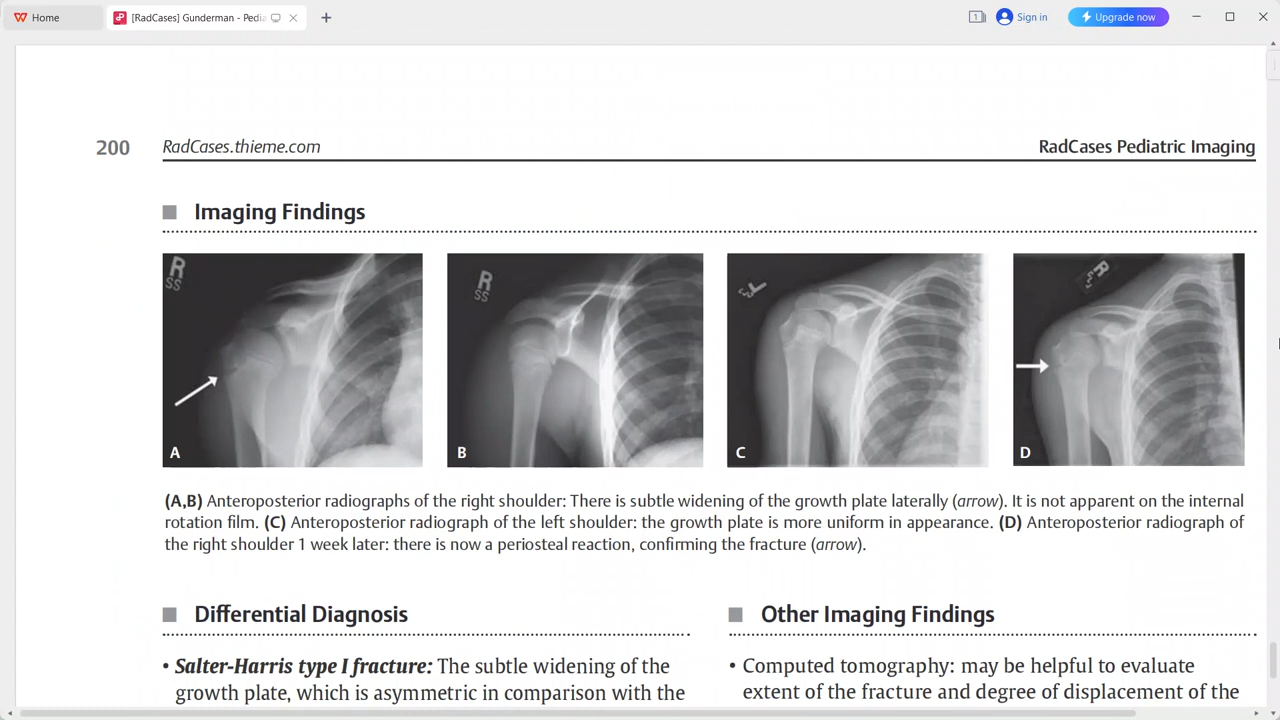 Home
[RadCases] Gunderman - Pedia
1
Sign in
Upgrade now
200
RadCases.thieme.com
RadCases Pediatric Imaging
Imaging Findings
R
SS
A
R
SS
B
L
C
R
D
(A,B) Anteroposterior radiographs of the right shoulder: There is subtle widening of the growth plate laterally (arrow). It is not apparent on the internal
rotation film. (C) Anteroposterior radiograph of the left shoulder: the growth plate is more uniform in appearance. (D) Anteroposterior radiograph of
the right shoulder 1 week later: there is now a periosteal reaction, confirming the fracture (arrow).
Differential Diagnosis
• Salter-Harris type I fracture: The subtle widening of the
growth plate, which is asymmetric in comparison with the
Other Imaging Findings
• Computed tomography: may be helpful to evaluate
extent of the fracture and degree of displacement of the